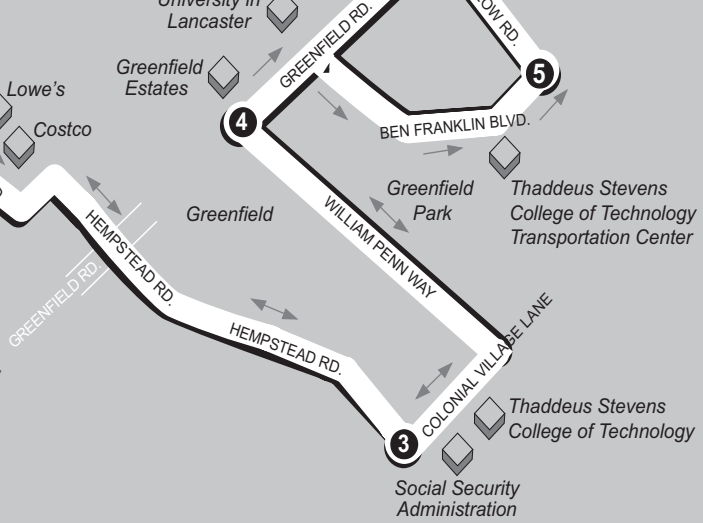 University in
Lancaster
GREENFIELD RD.
Greenfield
Estates
5
Lowe's
Costco
4
BEN FRANKLIN BLVD.
Thaddeus Stevens
College of Technology
Transportation Center
Greenfield
Park
Greenfield
WILLIAM PENN WAY
HEMPSTEAD RD.
GREENFIELD RD.
HEMPSTEAD RD.
COLONIAL VILLAGE LANE
3
Thaddeus Stevens
College of Technology
Social Security
Administration